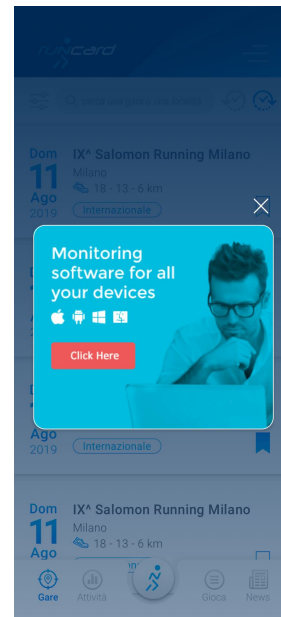 runcard
Dom
11
Ago
2019
IX^ Salomon Running Milano
Milano
18 - 13 - 6 km
Internazionale
Monitoring
software for all
your devices
Click Here
Ago
2019
Internazionale
Dom
11
Ago
IX^ Salomon Running Milano
Milano
18 - 13 - 6 km
Gare
Attività
Gioca
News